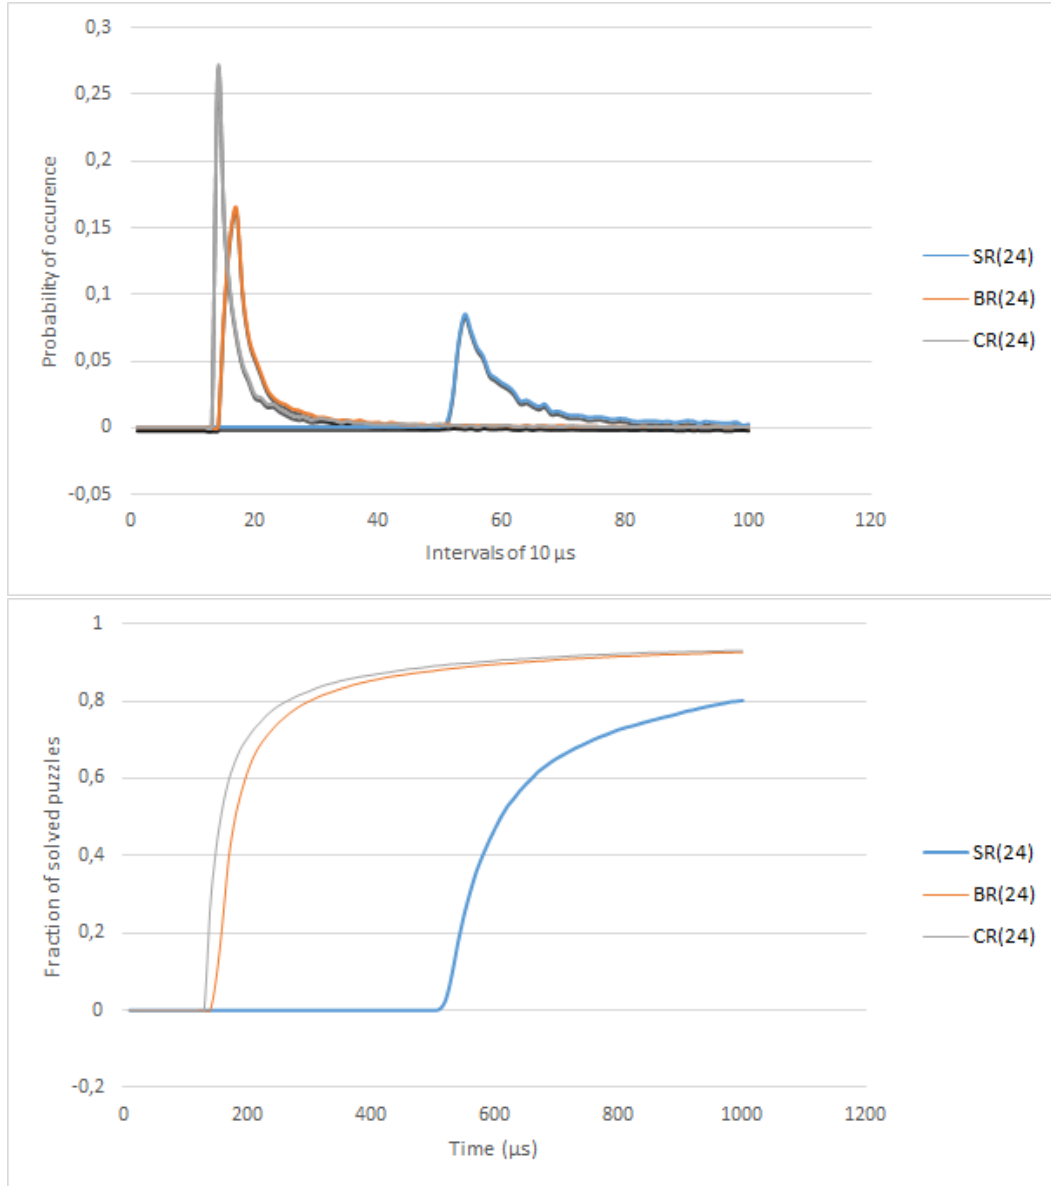 0,3
0,25
0,2
0,15
0,1
0,05
0
-0,05
Probability of occurence
0 20 40 60 80 100 120
Intervals of 10 µs
SR(24)
BR(24)
CR(24)
1
0,8
0,6
0,4
0,2
0
-0,2
Fraction of solved puzzles
0 200 400 600 800 1000 1200
Time (µs)
SR(24)
BR(24)
CR(24)